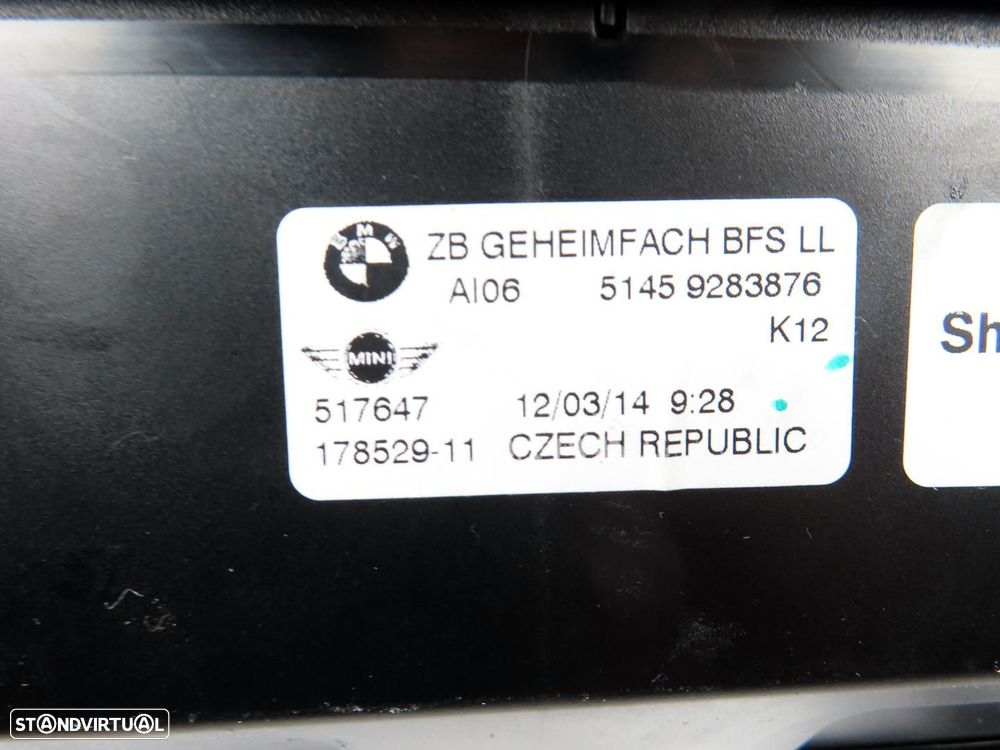 BMW
ZB GEHEIMFACH BFS LL
AI06 5145 9283876
K12
MINI
517647 12/03/14 9:28
178529-11 CZECH REPUBLIC
Sh
STANDVIRTUAL